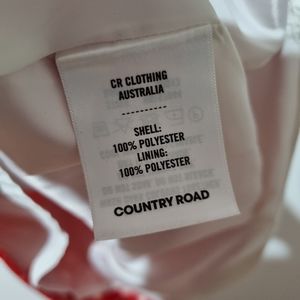 CR CLOTHING
AUSTRALIA
----------
SHELL:
100% POLYESTER
LINING:
100% POLYESTER
COUNTRY ROAD